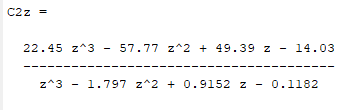 C2z =
22.45 z^3 - 57.77 z^2 + 49.39 z - 14.03
---------------------------------------
z^3 - 1.797 z^2 + 0.9152 z - 0.1182